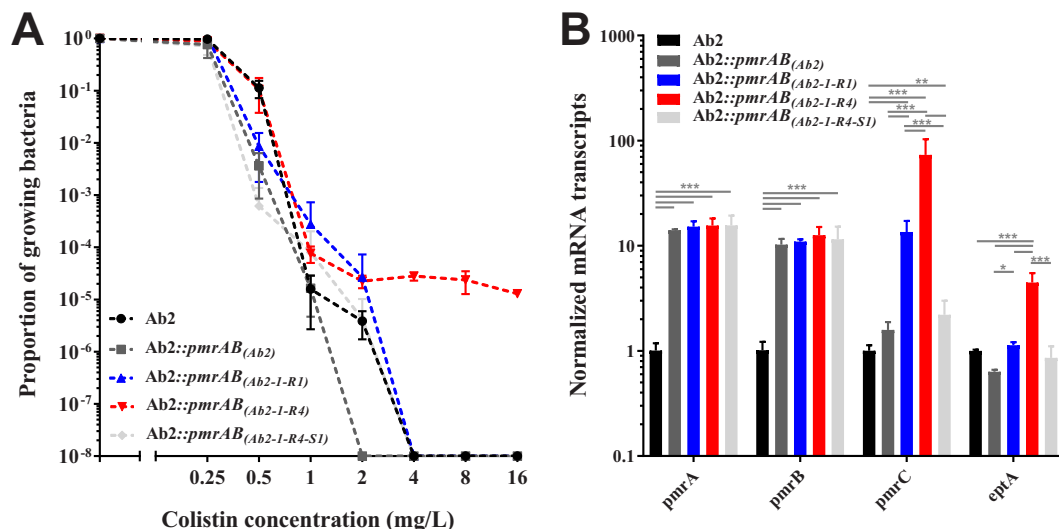 A
Proportion of growing bacteria
10⁰
10⁻¹
10⁻²
10⁻³
10⁻⁴
10⁻⁵
10⁻⁶
10⁻⁷
10⁻⁸
Ab2
Ab2::pmrAB(Ab2)
Ab2::pmrAB(Ab2-1-R1)
Ab2::pmrAB(Ab2-1-R4)
Ab2::pmrAB(Ab2-1-R4-S1)
0.25 0.5 1 2 4 8 16
Colistin concentration (mg/L)
B
Normalized mRNA transcripts
1000
100
10
1
0.1
Ab2
Ab2::pmrAB(Ab2)
Ab2::pmrAB(Ab2-1-R1)
Ab2::pmrAB(Ab2-1-R4)
Ab2::pmrAB(Ab2-1-R4-S1)
***
***
**
***
***
***
***
***
*
pmrA pmrB pmrC eptA